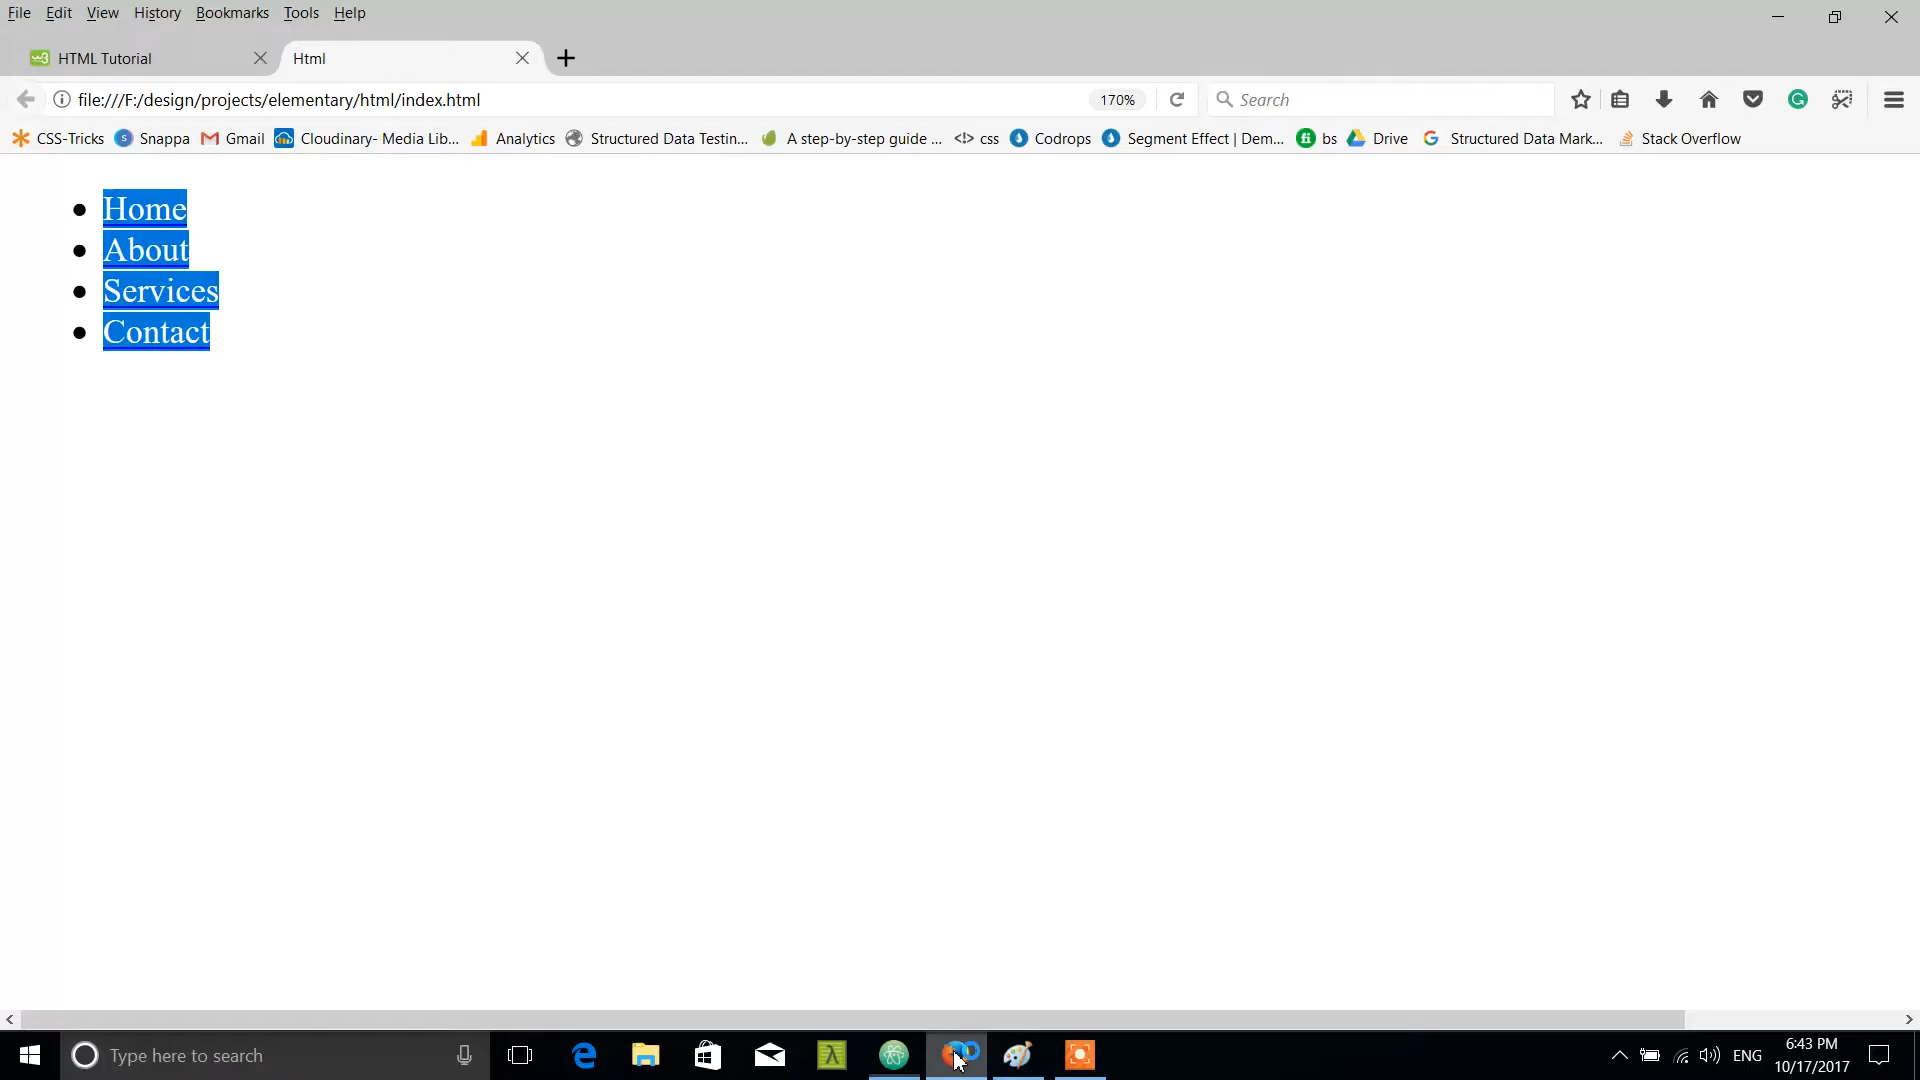 File Edit View History Bookmarks Tools Help
HTML Tutorial Html
file:///F:/design/projects/elementary/html/index.html 170% Search
CSS-Tricks Snappa Gmail Cloudinary- Media Lib... Analytics Structured Data Testin... A step-by-step guide ... css Codrops Segment Effect | Dem... bs Drive Structured Data Mark... Stack Overflow
Home
About
Services
Contact
Type here to search ENG 6:43 PM
10/17/2017